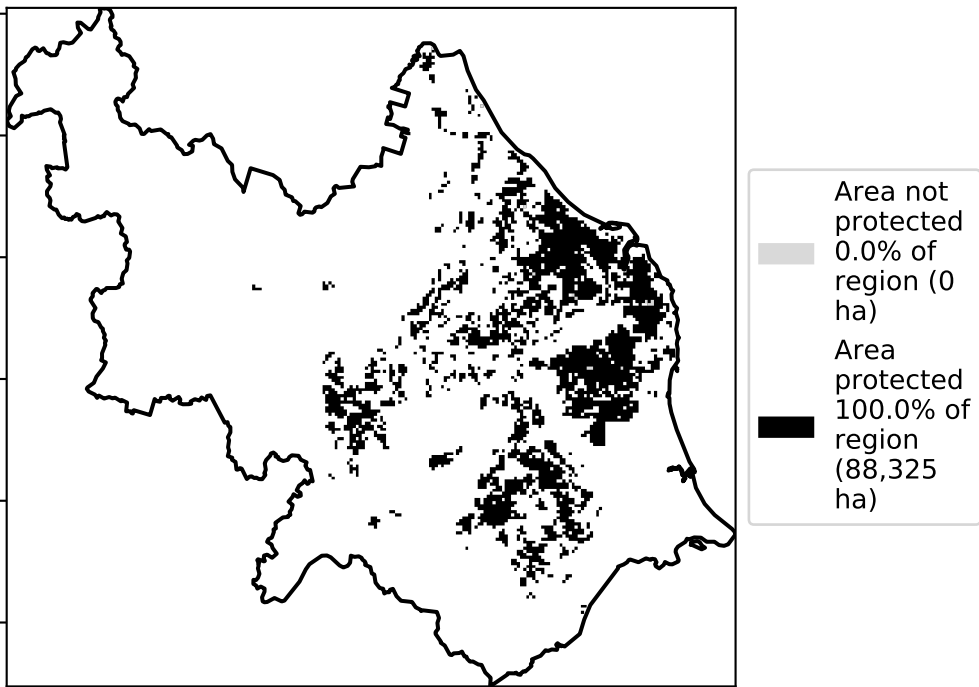 Area not
protected
0.0% of
region (0
ha)
Area
protected
100.0% of
region
(88,325
ha)